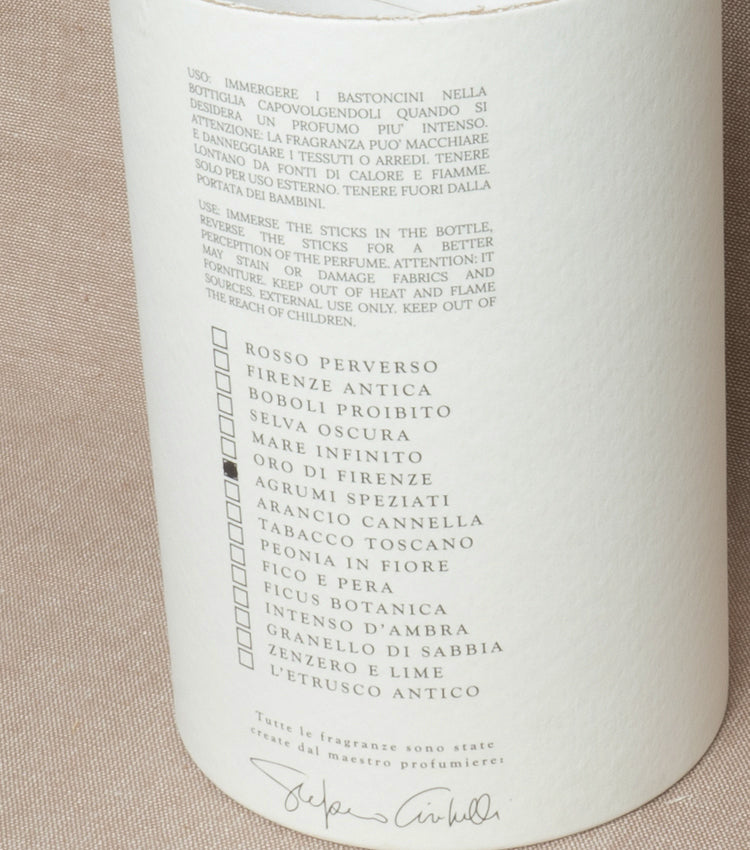 USO: IMMERGERE I BASTONCINI NELLA
BOTTIGLIA CAPOVOLGENDOLI QUANDO SI
DESIDERA UN PROFUMO PIU' INTENSO.
ATTENZIONE: LA FRAGRANZA PUO' MACCHIARE
E DANNEGGIARE I TESSUTI O ARREDI. TENERE
LONTANO DA FONTI DI CALORE E FIAMME.
SOLO PER USO ESTERNO. TENERE FUORI DALLA
PORTATA DEI BAMBINI.
USE: IMMERSE THE STICKS IN THE BOTTLE,
REVERSE THE STICKS FOR A BETTER
PERCEPTION OF THE PERFUME. ATTENTION: IT
MAY STAIN OR DAMAGE FABRICS AND
FORNITURE. KEEP OUT OF HEAT AND FLAME
SOURCES. EXTERNAL USE ONLY. KEEP OUT OF
THE REACH OF CHILDREN.
ROSSO PERVERSO
FIRENZE ANTICA
BOBOLI PROIBITO
SELVA OSCURA
MARE INFINITO
ORO DI FIRENZE
AGRUMI SPEZIATI
ARANCIO CANNELLA
TABACCO TOSCANO
PEONIA IN FIORE
FICO E PERA
FICUS BOTANICA
INTENSO D'AMBRA
GRANELLO DI SABBIA
ZENZERO E LIME
L'ETRUSCO ANTICO
Tutte le fragranze sono state
create dal maestro profumiere: